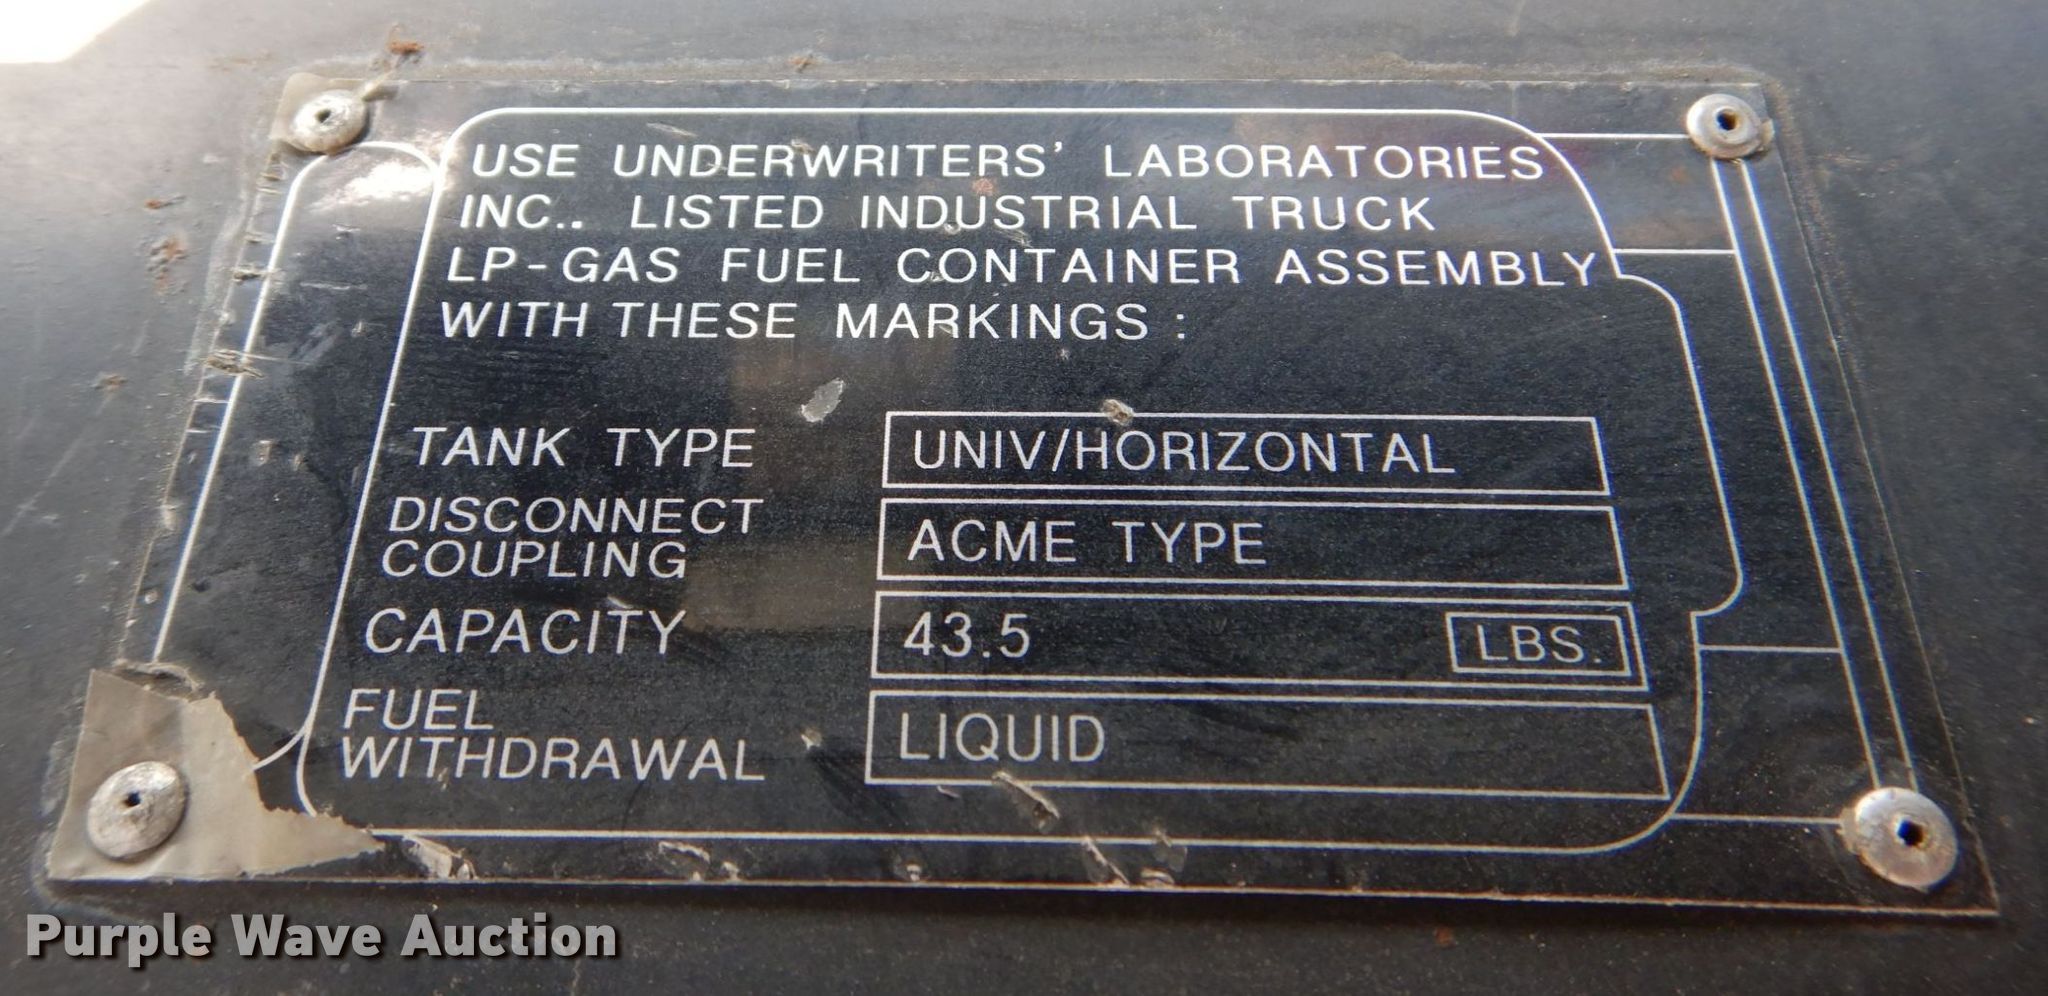 USE UNDERWRITERS' LABORATORIES
INC.. LISTED INDUSTRIAL TRUCK
LP-GAS FUEL CONTAINER ASSEMBLY
WITH THESE MARKINGS :
TANK TYPE UNIV/HORIZONTAL
DISCONNECT
COUPLING ACME TYPE
CAPACITY 43.5 LBS.
FUEL
WITHDRAWAL LIQUID
Purple Wave Auction